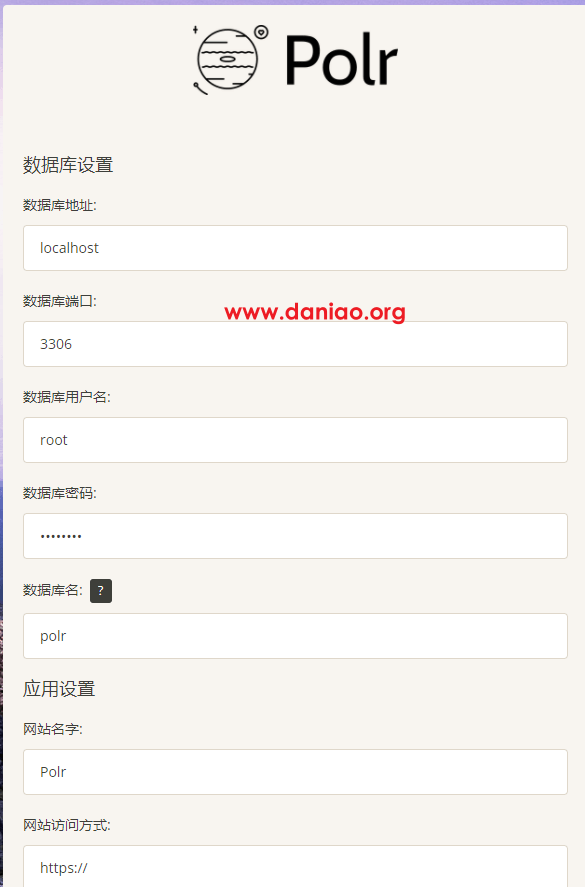 Polr
数据库设置
数据库地址:
localhost
数据库端口:
www.daniao.org
3306
数据库用户名:
root
数据库密码:
••••••••
数据库名: ?
polr
应用设置
网站名字:
Polr
网站访问方式:
https://